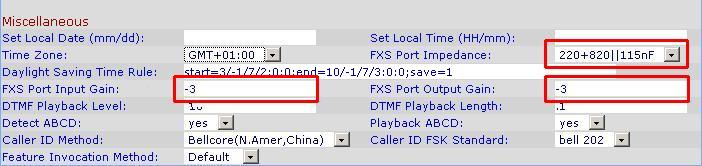 Miscellaneous
Set Local Date (mm/dd): Set Local Time (HH/mm):
Time Zone: GMT+01:00 FXS Port Impedance: 220+820||115nF
Daylight Saving Time Rule: start=3/-1/7/2:0:0;end=10/-1/7/3:0:0;save=1
FXS Port Input Gain: -3 FXS Port Output Gain: -3
DTMF Playback Level: DTMF Playback Length: .1
Detect ABCD: yes Playback ABCD: yes
Caller ID Method: Bellcore(N.Amer,China) Caller ID FSK Standard: bell 202
Feature Invocation Method: Default